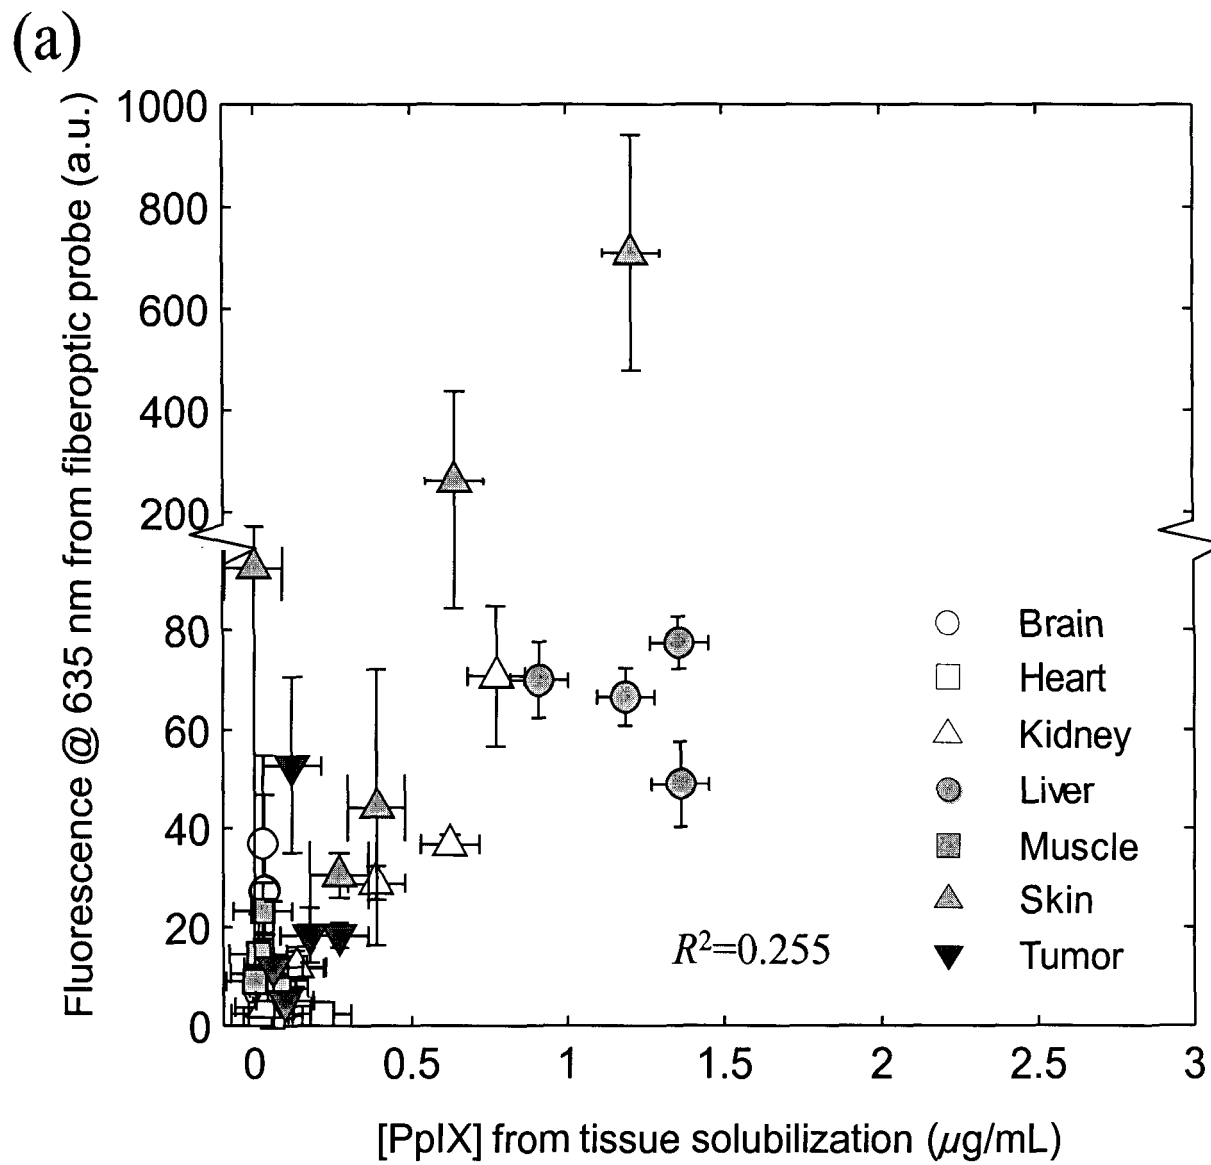 (a)
Fluorescence @ 635 nm from fiberoptic probe (a.u.)
1000
800
600
400
200
80
60
40
20
0
Brain
Heart
Kidney
Liver
Muscle
Skin
Tumor
R²=0.255
0 0.5 1 1.5 2 2.5 3
[PpIX] from tissue solubilization (µg/mL)